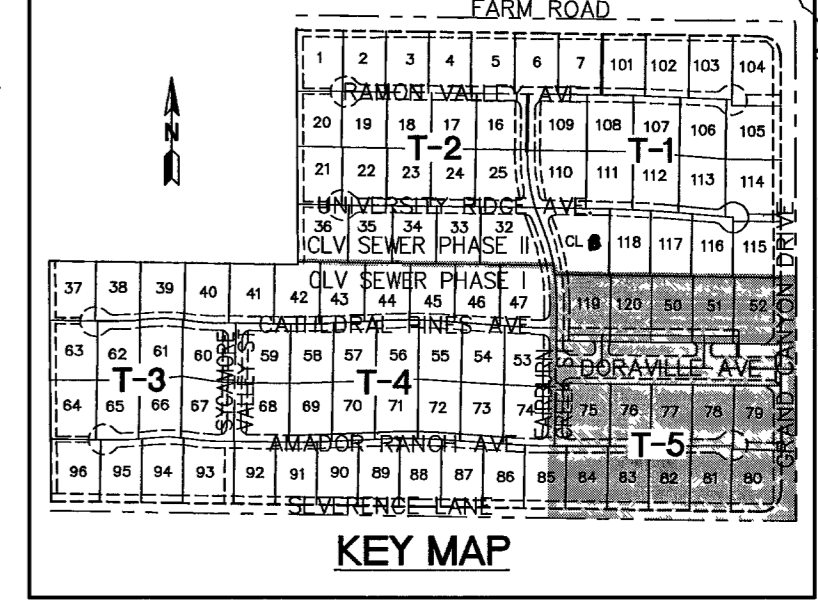 FARM ROAD
1 2 3 4 5 6 7 101 102 103 104
RAMON VALLEY AVE
N
20 19 18 17 16 109 108 107 106 105
T-2 T-1
21 22 23 24 25 110 111 112 113 114
UNIVERSITY RIDGE AVE.
36 35 34 33 32 CL 118 117 116 115
CLV SEWER PHASE II
CLV SEWER PHASE I
37 38 39 40 41 42 43 44 45 46 47 119 120 50 51 52
CATHEDRAL PINES AVE
63 62 61 60 59 58 57 56 55 54 53
DORAVILLE AVE
T-3 T-4
64 65 66 67 68 69 70 71 72 73 74 75 76 77 78 79
SYCAMORE
VALLEY ST
FAIRBURN
CREEK ST
GRAND CANYON DRIVE
AMADOR RANCH AVE
T-5
96 95 94 93 92 91 90 89 88 87 86 85 84 83 82 81 80
SEVERENCE LANE
KEY MAP